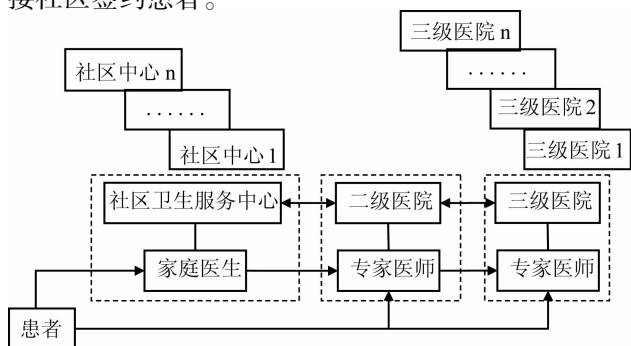 接社区签约患者。
三级医院 n
社区中心 n
......
......
三级医院 2
社区中心 1
三级医院 1
社区卫生服务中心
二级医院
三级医院
家庭医生
专家医师
专家医师
患者